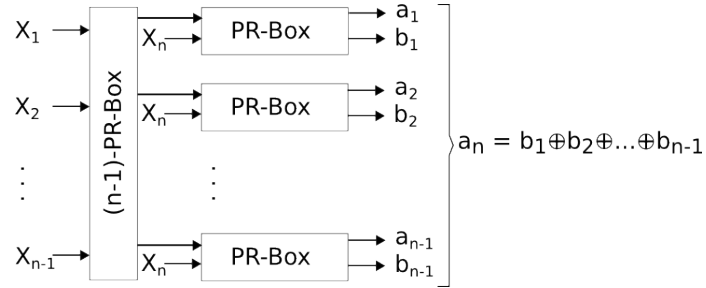 X₁
Xₙ
PR-Box
a₁
b₁
X₂
Xₙ
PR-Box
a₂
b₂
(n-1)-PR-Box
aₙ = b₁⊕b₂⊕...⊕bₙ₋₁
⋮
⋮
Xₙ₋₁
Xₙ
PR-Box
aₙ₋₁
bₙ₋₁